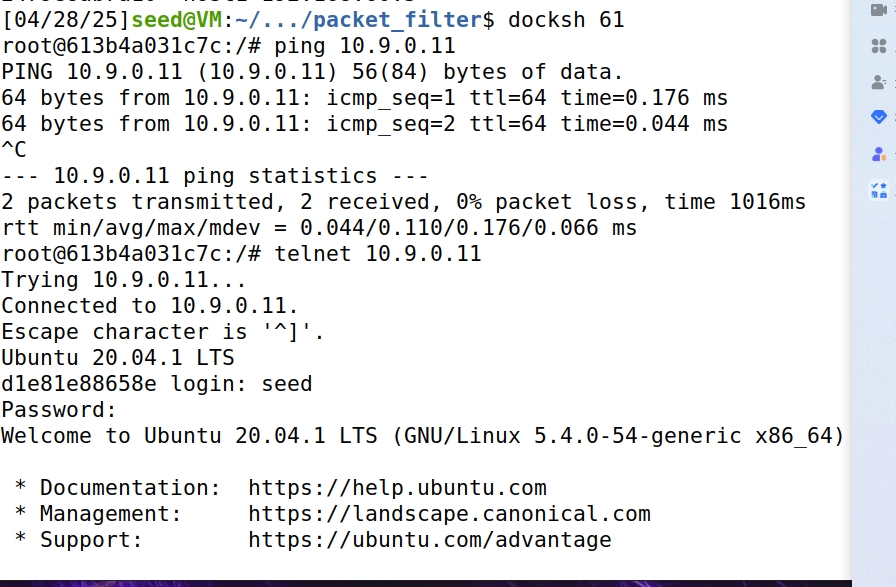 [04/28/25]seed@VM:~/.../packet_filter$ docksh 61
root@613b4a031c7c:/# ping 10.9.0.11
PING 10.9.0.11 (10.9.0.11) 56(84) bytes of data.
64 bytes from 10.9.0.11: icmp_seq=1 ttl=64 time=0.176 ms
64 bytes from 10.9.0.11: icmp_seq=2 ttl=64 time=0.044 ms
^C
--- 10.9.0.11 ping statistics ---
2 packets transmitted, 2 received, 0% packet loss, time 1016ms
rtt min/avg/max/mdev = 0.044/0.110/0.176/0.066 ms
root@613b4a031c7c:/# telnet 10.9.0.11
Trying 10.9.0.11...
Connected to 10.9.0.11.
Escape character is '^]'.
Ubuntu 20.04.1 LTS
d1e81e88658e login: seed
Password:
Welcome to Ubuntu 20.04.1 LTS (GNU/Linux 5.4.0-54-generic x86_64)
 * Documentation:  https://help.ubuntu.com
 * Management:     https://landscape.canonical.com
 * Support:        https://ubuntu.com/advantage